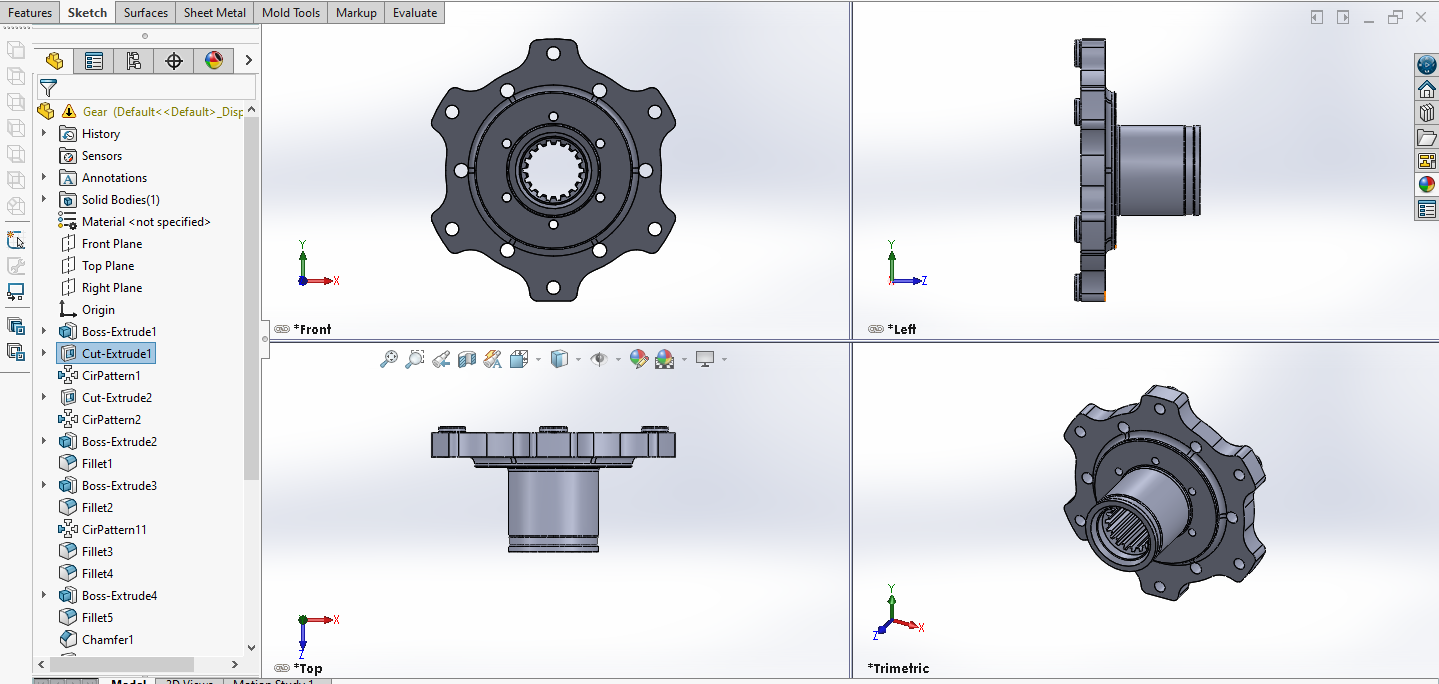 Features Sketch Surfaces Sheet Metal Mold Tools Markup Evaluate
Gear (Default<<Default>_Disp
History
Sensors
Annotations
Solid Bodies(1)
Material <not specified>
Front Plane
Top Plane
Right Plane
Origin
Boss-Extrude1
Cut-Extrude1
CirPattern1
Cut-Extrude2
CirPattern2
Boss-Extrude2
Fillet1
Boss-Extrude3
Fillet2
CirPattern11
Fillet3
Fillet4
Boss-Extrude4
Fillet5
Chamfer1
Y
X
*Front
Y
X Z
*Left
X
Z
*Top
Y
X
Z
*Trimetric
Model 3D Views Motion Study 1